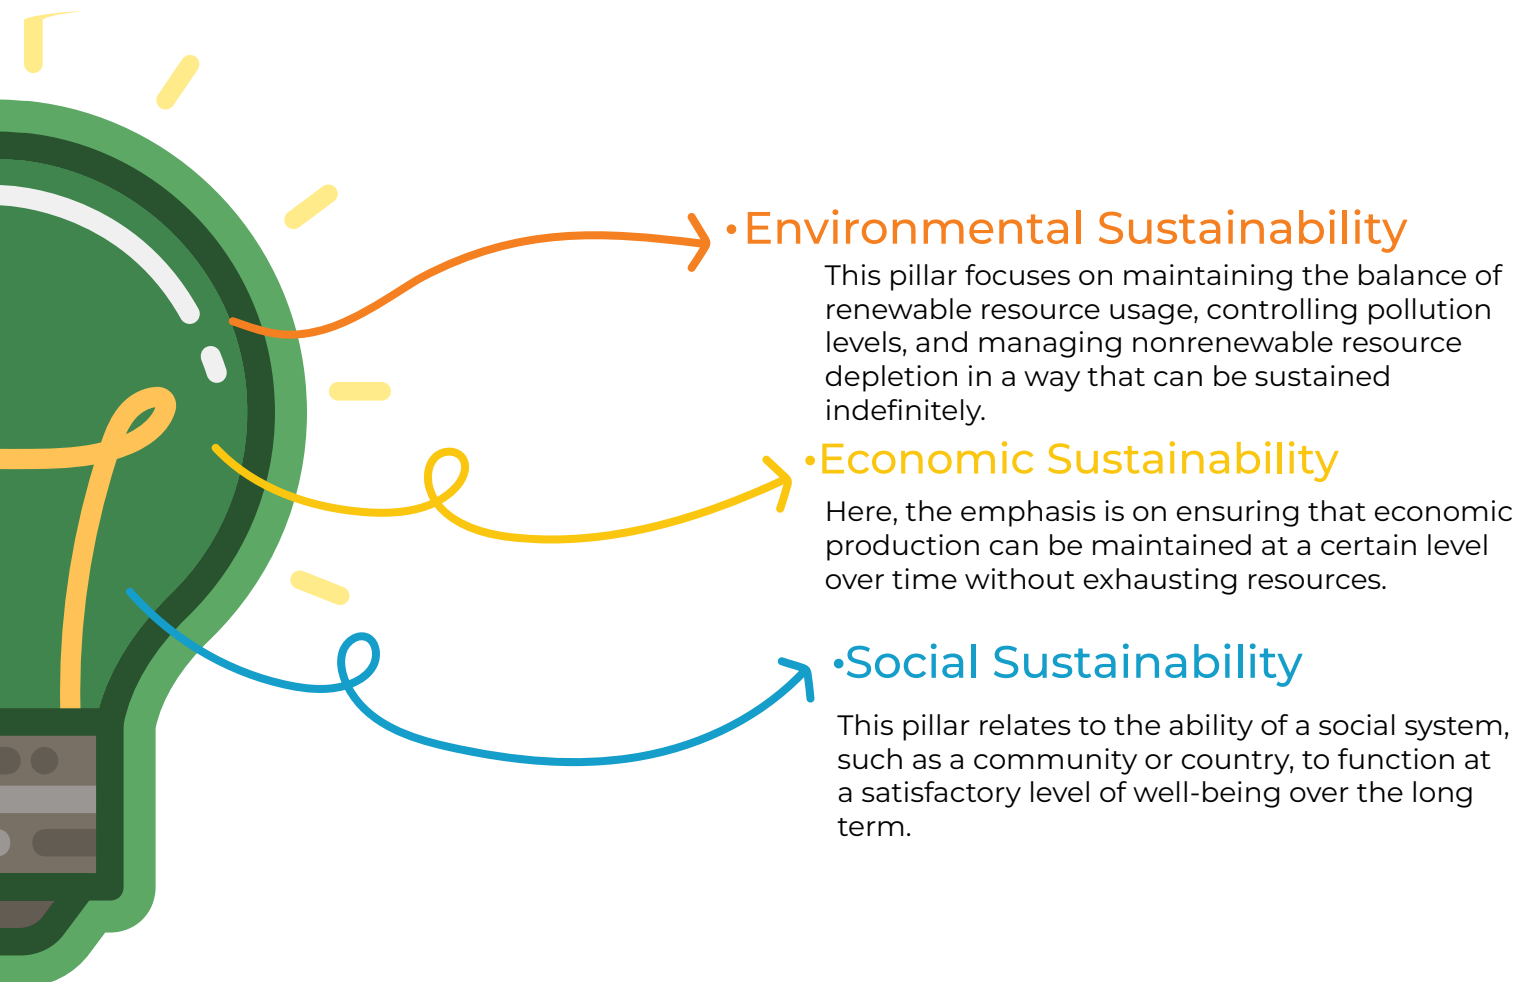 •Environmental Sustainability
This pillar focuses on maintaining the balance of
renewable resource usage, controlling pollution
levels, and managing nonrenewable resource
depletion in a way that can be sustained
indefinitely.
•Economic Sustainability
Here, the emphasis is on ensuring that economic
production can be maintained at a certain level
over time without exhausting resources.
•Social Sustainability
This pillar relates to the ability of a social system,
such as a community or country, to function at
a satisfactory level of well-being over the long
term.